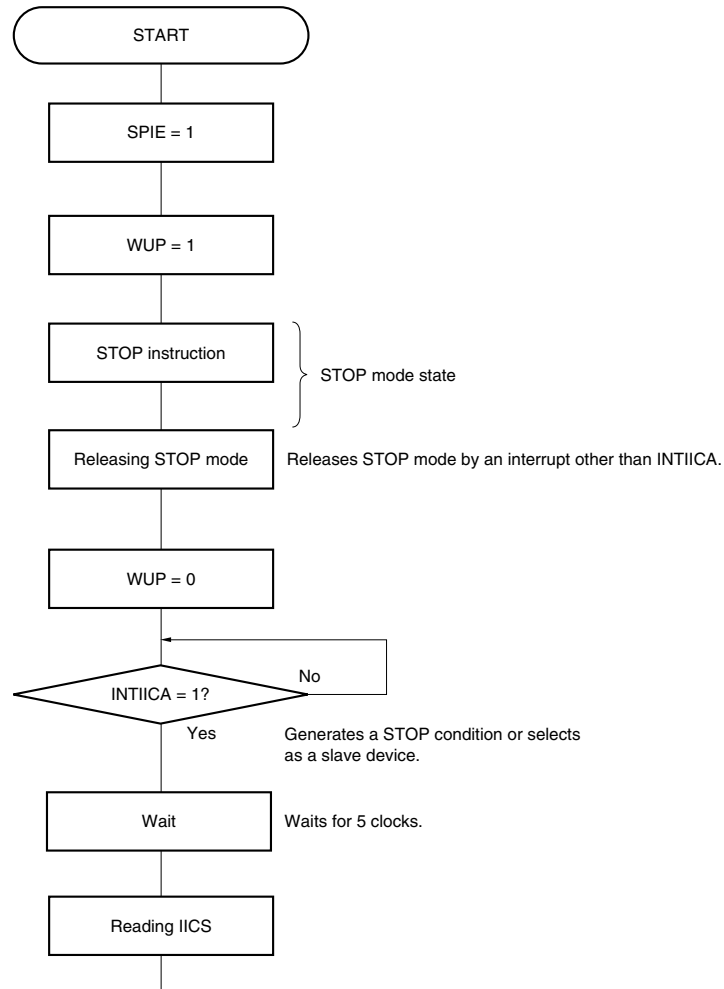 START
SPIE = 1
WUP = 1
STOP instruction
STOP mode state
Releasing STOP mode
Releases STOP mode by an interrupt other than INTIICA.
WUP = 0
No
INTIICA = 1?
Yes
Generates a STOP condition or selects
as a slave device.
Wait
Waits for 5 clocks.
Reading IICS